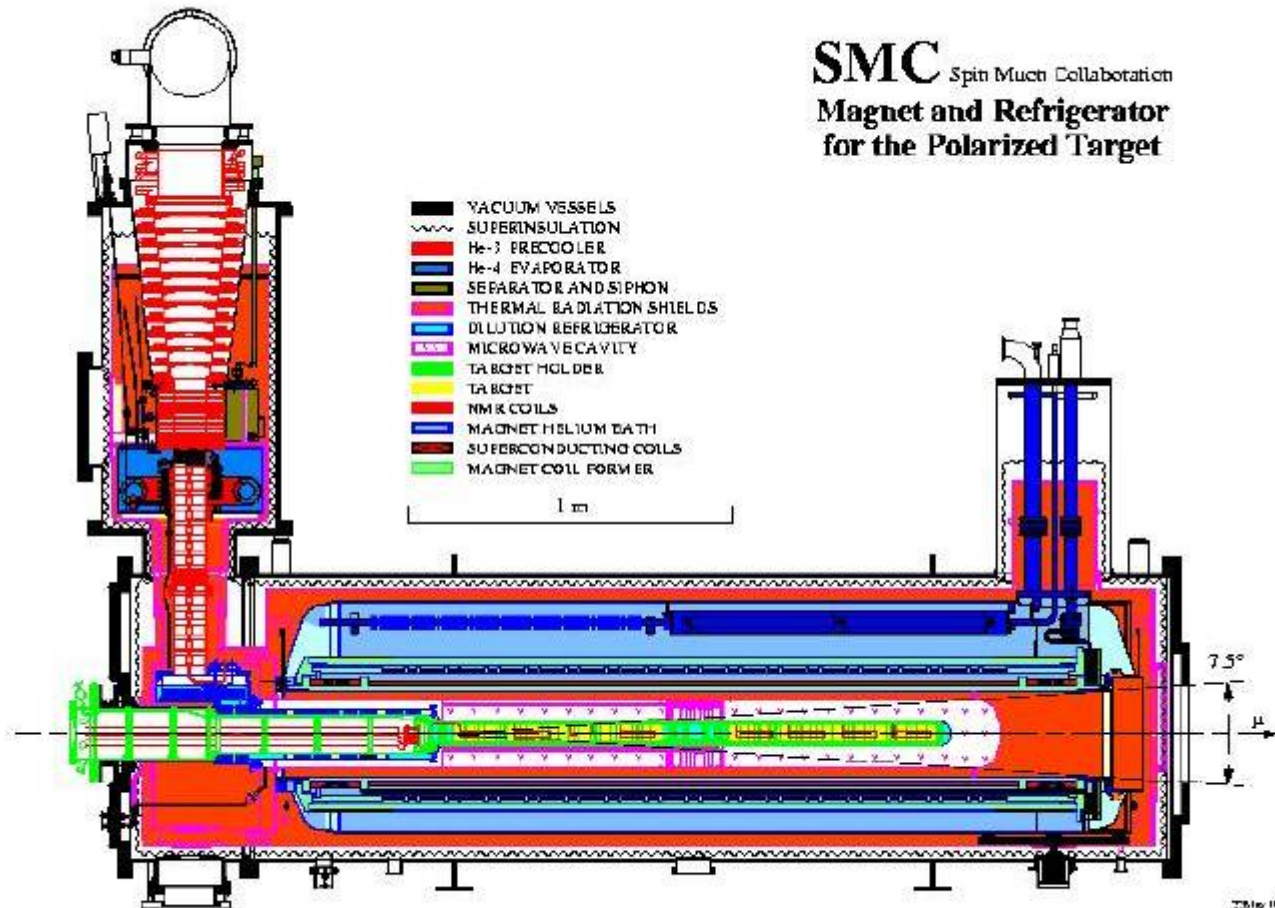 SMC Spin Muon Collaboration
Magnet and Refrigerator
for the Polarized Target
VACUUM VESSELS
SUPERINSULATION
He-3 PRECOOLER
He-4 EVAPORATOR
SEPARATOR AND SIPHON
THERMAL RADIATION SHIELDS
DILUTION REFRIGERATOR
MICROWAVE CAVITY
TARGET HOLDER
TARGET
NMR COILS
MAGNET HELIUM BATH
SUPERCONDUCTING COILS
MAGNET COIL FORMER
1 m
7.5°
μ